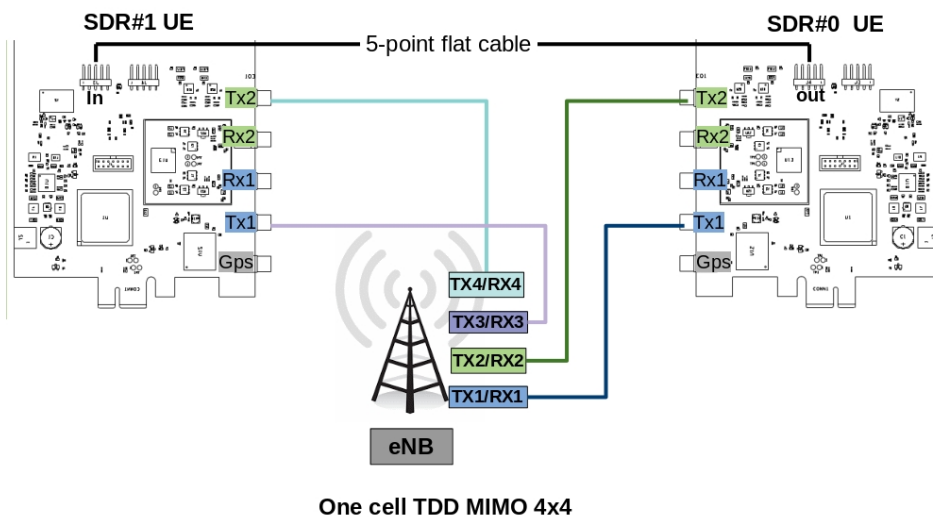 SDR#1 UE
SDR#0 UE
5-point flat cable
In
out
Tx2
Rx2
Rx1
Tx1
Gps
Tx2
Rx2
Rx1
Tx1
Gps
TX4/RX4
TX3/RX3
TX2/RX2
TX1/RX1
eNB
One cell TDD MIMO 4x4